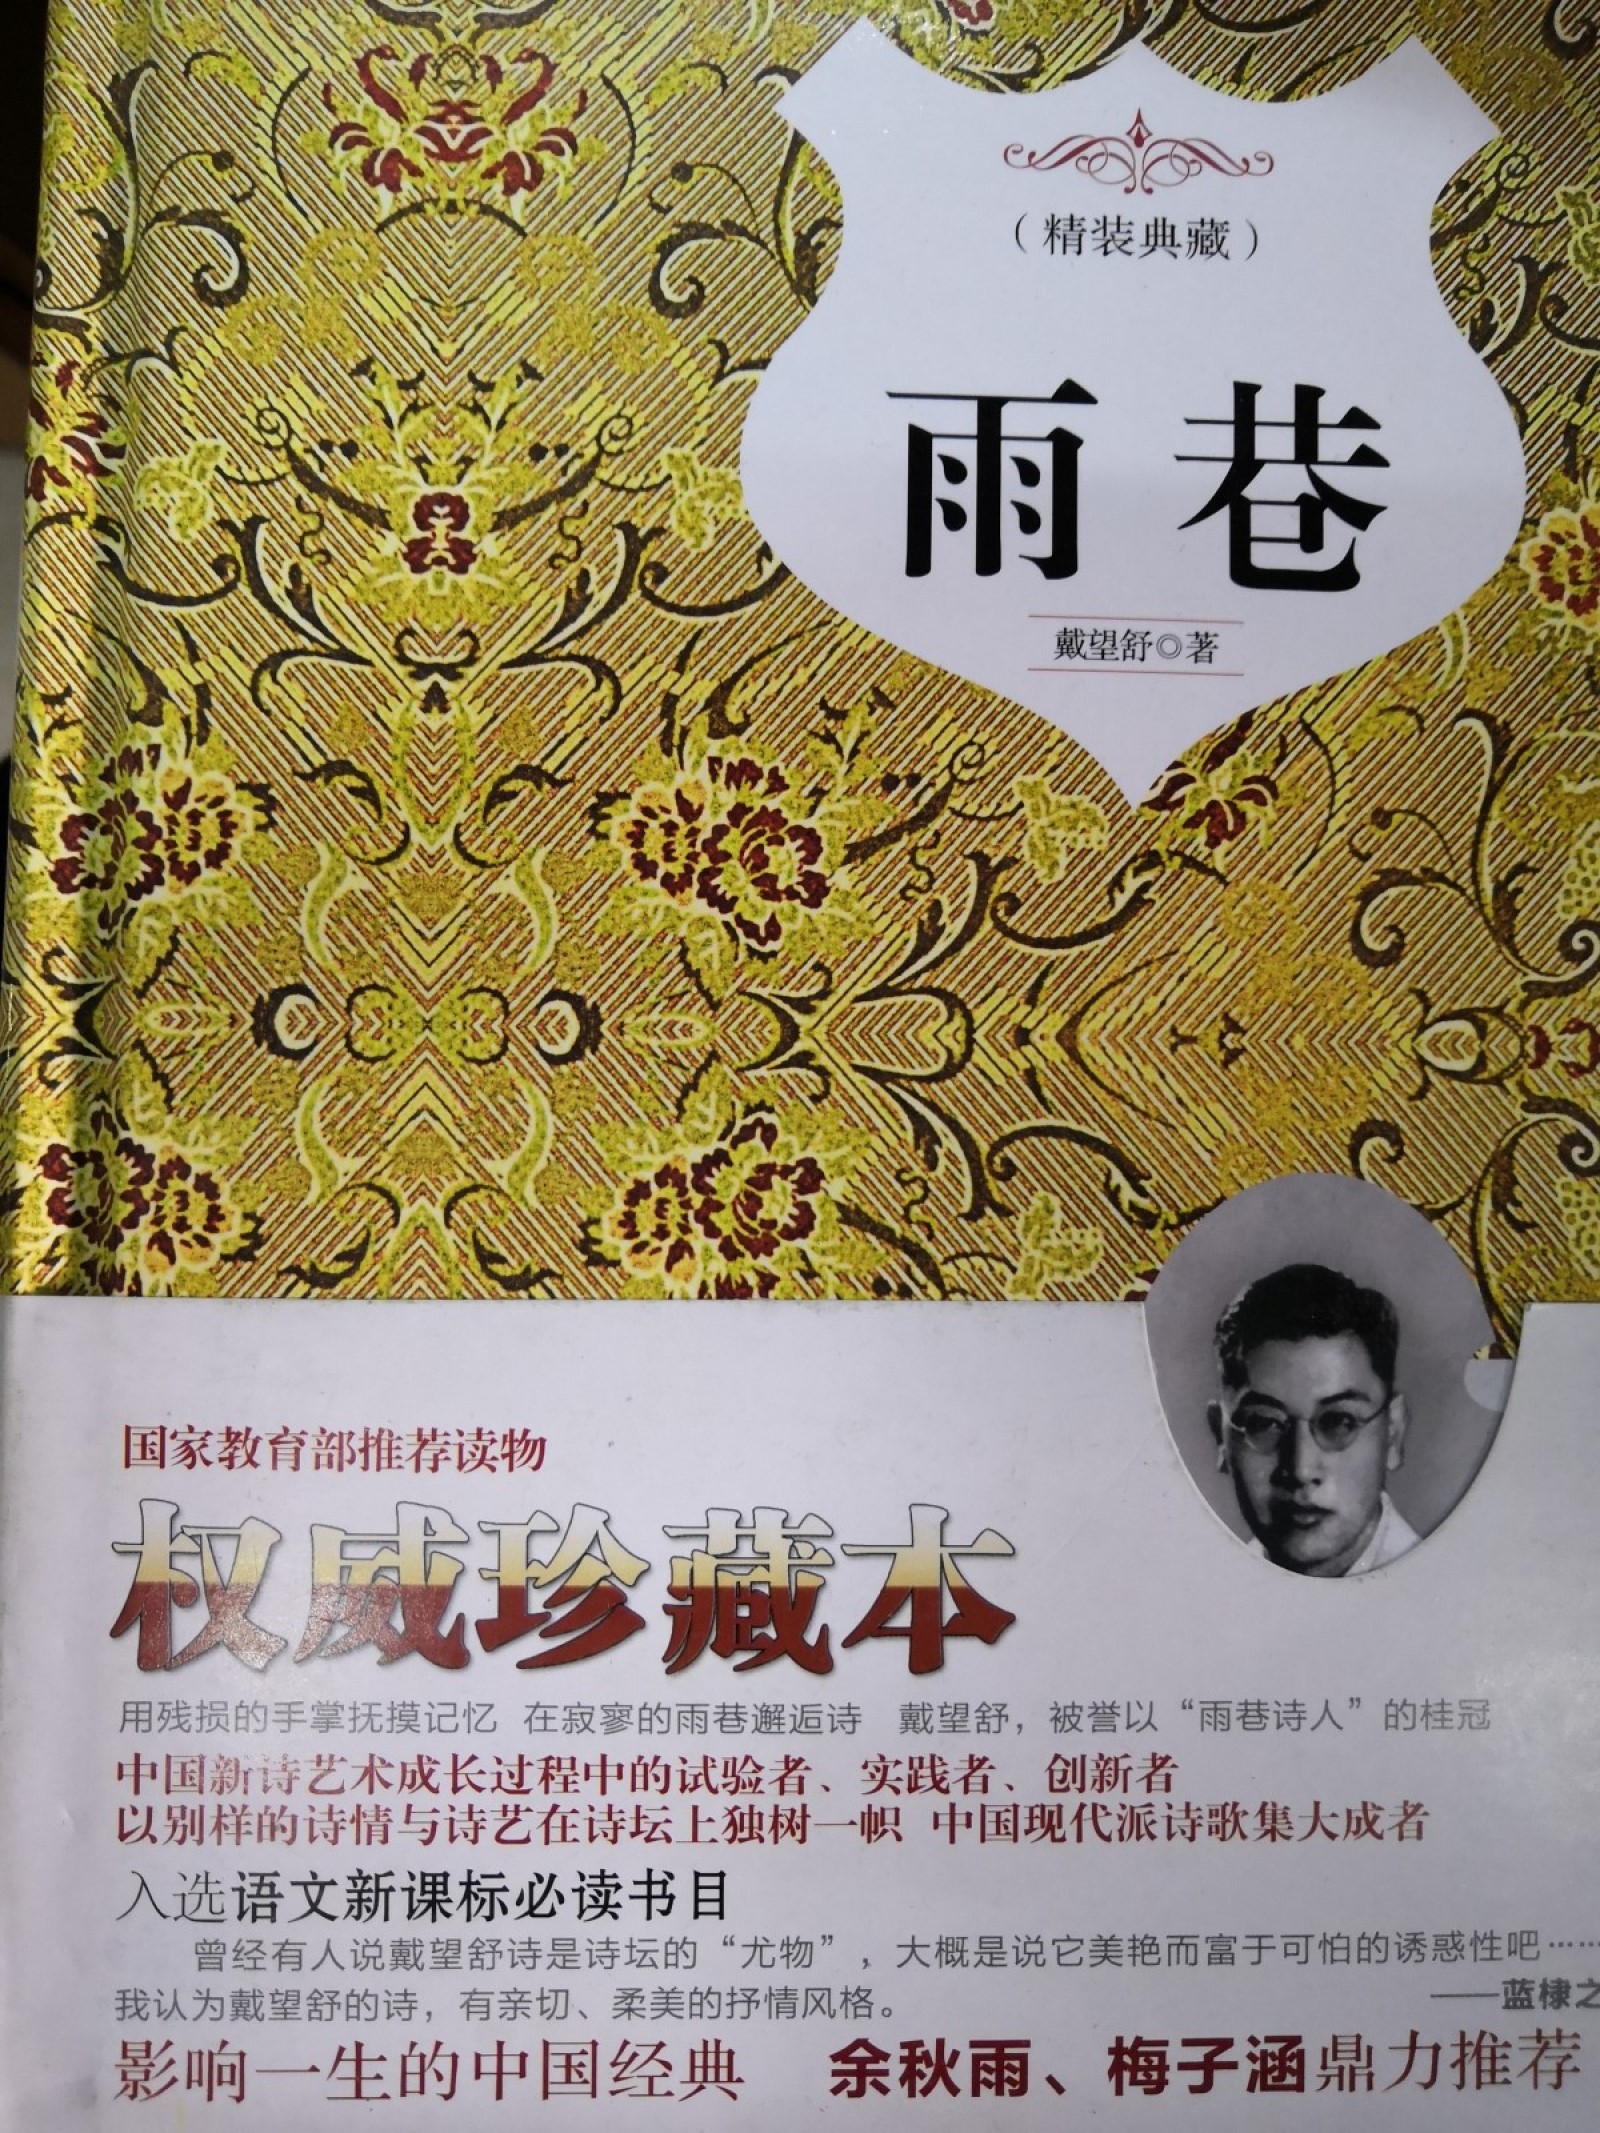 （精装典藏）
雨巷
戴望舒◎著
国家教育部推荐读物
权威珍藏本
用残损的手掌抚摸记忆 在寂寥的雨巷邂逅诗 戴望舒，被誉以“雨巷诗人”的桂冠
中国新诗艺术成长过程中的试验者、实践者、创新者
以别样的诗情与诗艺在诗坛上独树一帜 中国现代派诗歌集大成者
入选语文新课标必读书目
曾经有人说戴望舒诗是诗坛的“尤物”，大概是说它美艳而富于可怕的诱惑性吧……
我认为戴望舒的诗，有亲切、柔美的抒情风格。
——蓝棣之
影响一生的中国经典 余秋雨、梅子涵鼎力推荐